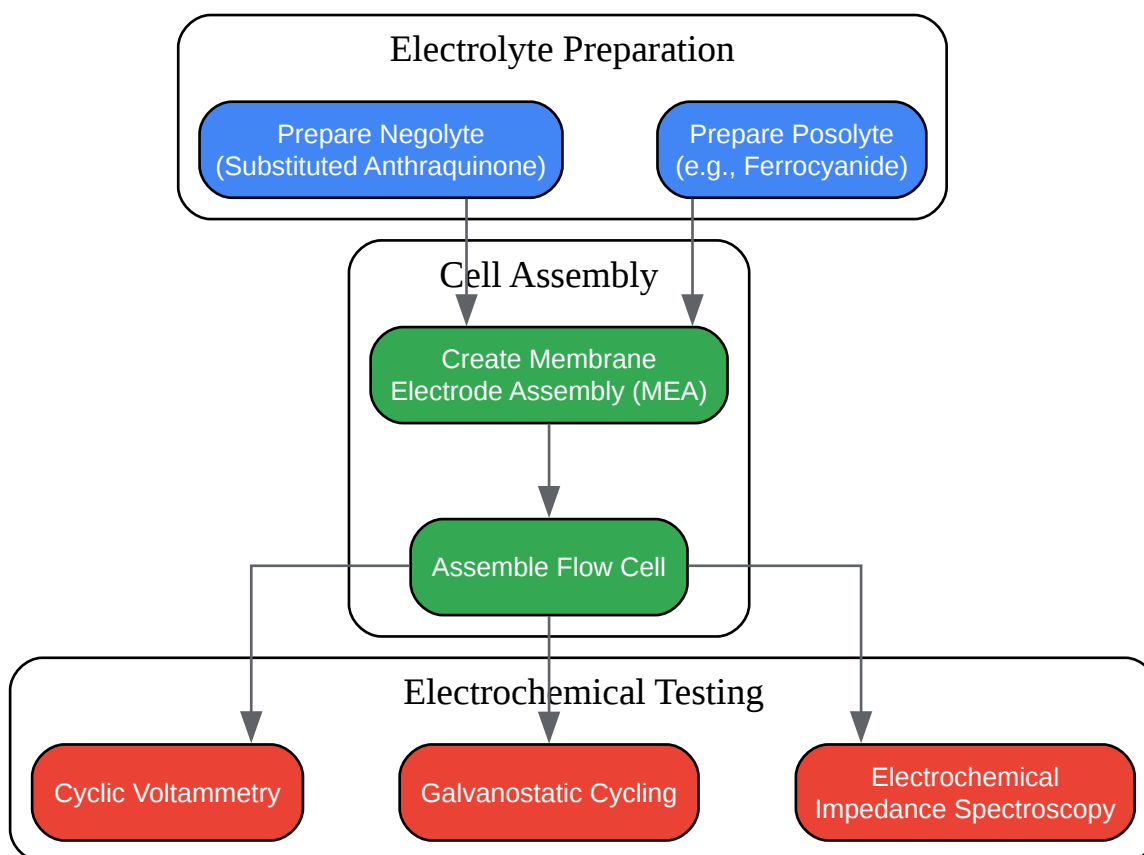 Electrolyte Preparation
Prepare Negolyte
(Substituted Anthraquinone)
Prepare Posolyte
(e.g., Ferrocyanide)
Cell Assembly
Create Membrane
Electrode Assembly (MEA)
Assemble Flow Cell
Electrochemical Testing
Cyclic Voltammetry
Galvanostatic Cycling
Electrochemical
Impedance Spectroscopy